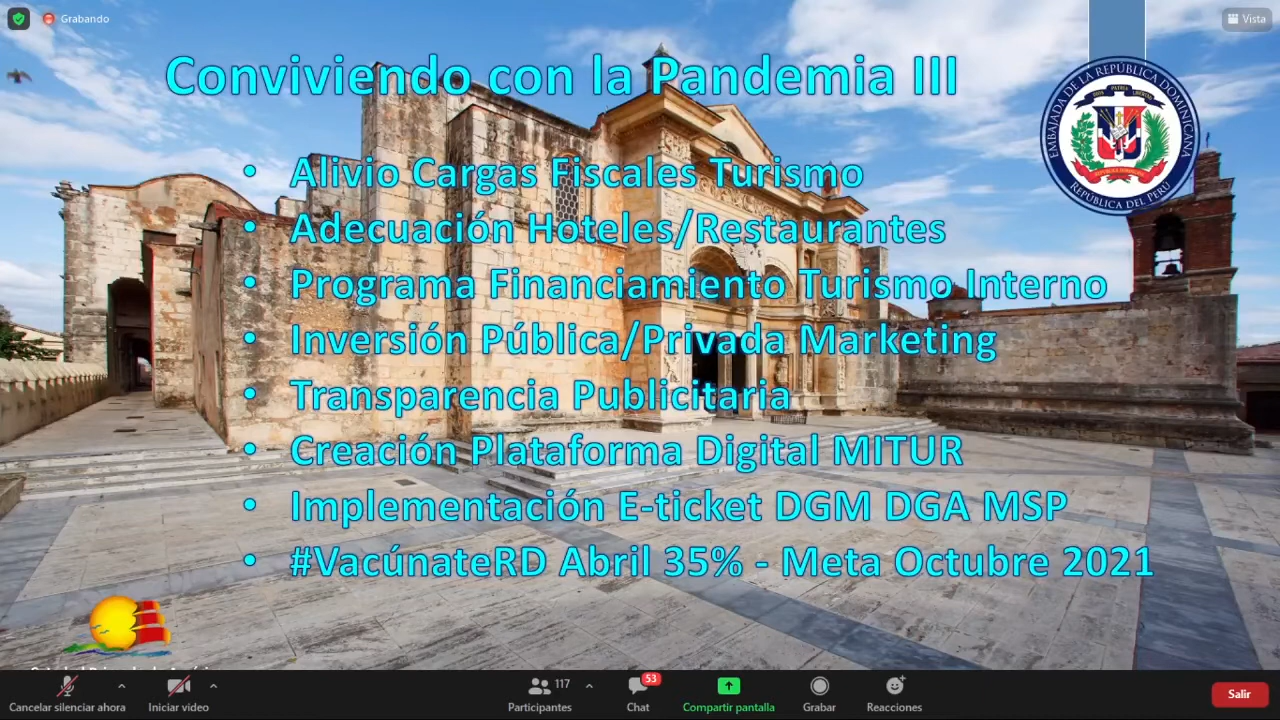 Grabando
Vista
Conviviendo con la Pandemia III
EMBAJADA DE LA REPÚBLICA DOMINICANA
REPÚBLICA DEL PERÚ
• Alivio Cargas Fiscales Turismo
• Adecuación Hoteles/Restaurantes
• Programa Financiamiento Turismo Interno
• Inversión Pública/Privada Marketing
• Transparencia Publicitaria
• Creación Plataforma Digital MITUR
• Implementación E-ticket DGM DGA MSP
• #VacúnateRD Abril 35% - Meta Octubre 2021
Cancelar silenciar ahora
Iniciar video
117
Participantes
53
Chat
Compartir pantalla
Grabar
Reacciones
Salir